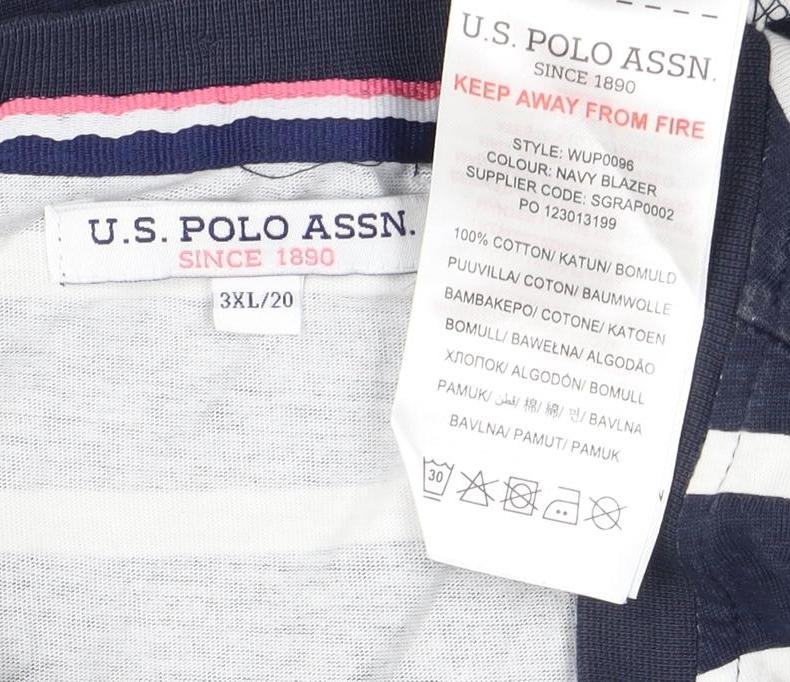 U.S. POLO ASSN.
SINCE 1890
3XL/20
U.S. POLO ASSN.
SINCE 1890
KEEP AWAY FROM FIRE
STYLE: WUP0096
COLOUR: NAVY BLAZER
SUPPLIER CODE: SGRAP0002
PO 123013199
100% COTTON/ KATUN/ BOMULD
PUUVILLA/ COTON/ BAUMWOLLE
BAMBAKEPO/ COTONE/ KATOEN
BOMULL/ BAWEŁNA/ ALGODÃO
ХЛОПОК/ ALGODÓN/ BOMULL
PAMUK/ قطن/ 棉/ 綿/ 면/ BAVLNA
BAVLNA/ PAMUT/ PAMUK
30